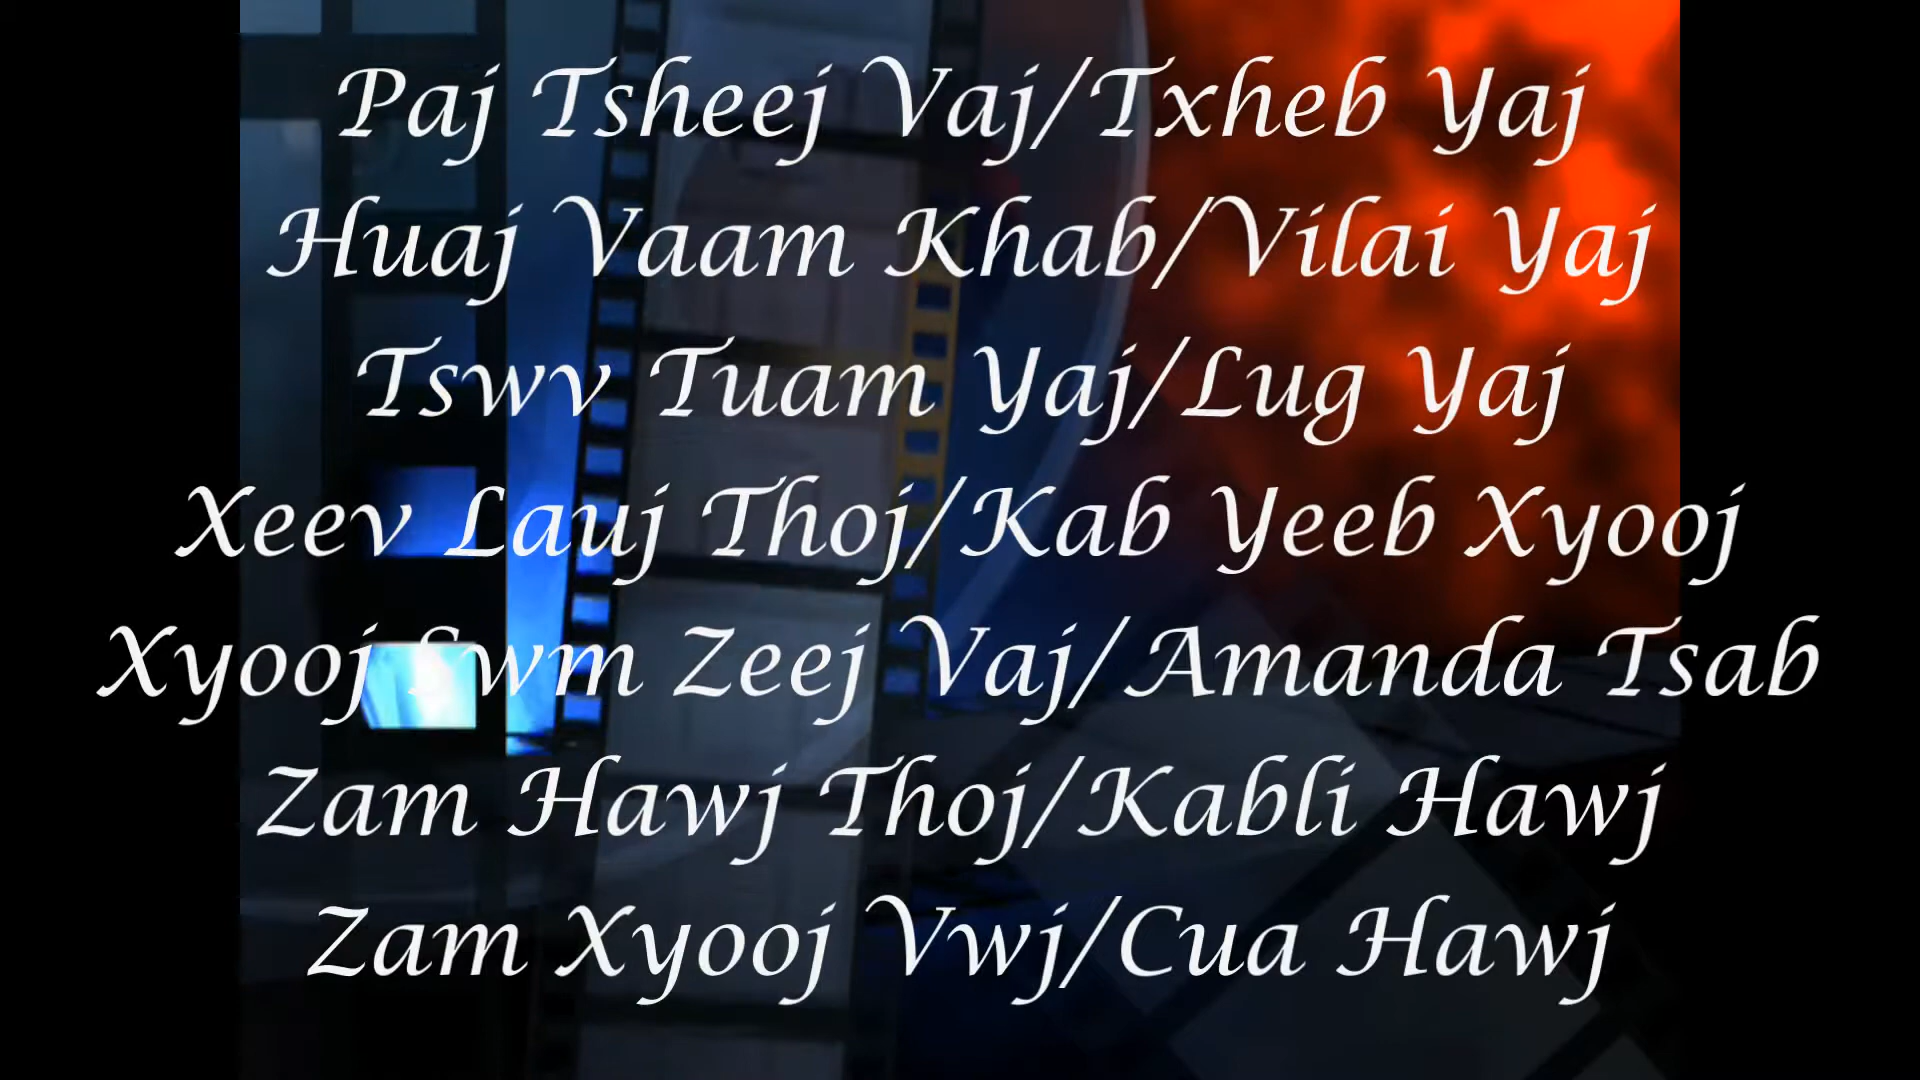 Paj Tsheej Vaj/Txheb Yaj
Huaj Vaam Khab/Vilai Yaj
Tswv Tuam Yaj/Lug Yaj
Xeev Lauj Thoj/Kab Yeeb Xyooj
Xyooj Swm Zeej Vaj/Amanda Tsab
Zam Hawj Thoj/Kabli Hawj
Zam Xyooj Vwj/Cua Hawj